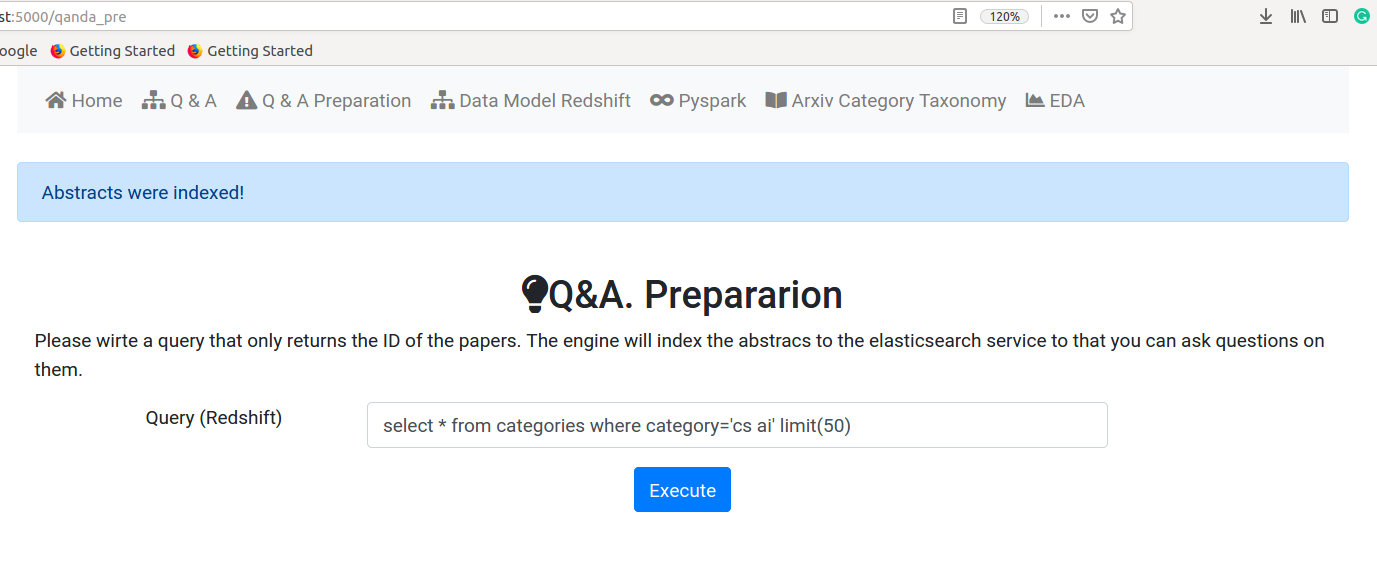 st:5000/qanda_pre
120%
oogle Getting Started Getting Started
Home Q & A Q & A Preparation Data Model Redshift Pyspark Arxiv Category Taxonomy EDA
Abstracts were indexed!
Q&A. Prepararion
Please wirte a query that only returns the ID of the papers. The engine will index the abstracs to the elasticsearch service to that you can ask questions on
them.
Query (Redshift)
select * from categories where category='cs ai' limit(50)
Execute